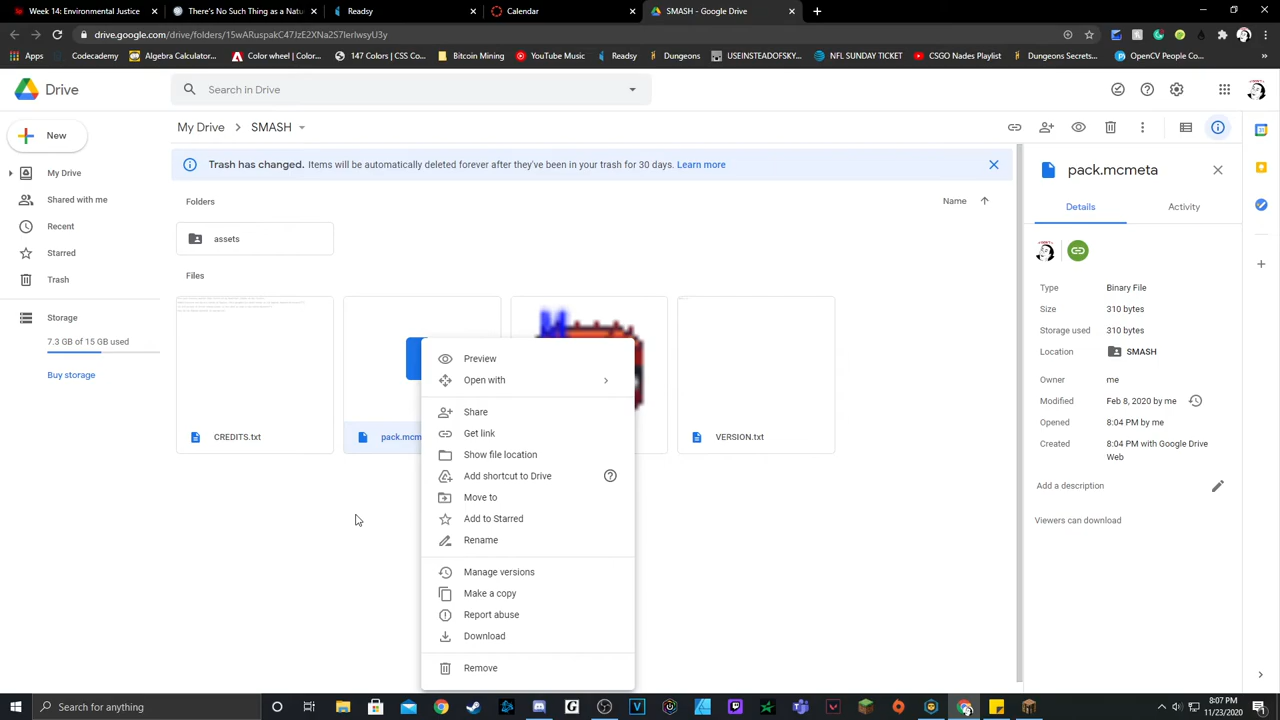 Week 14: Environmental Justice
There's No Such Thing as a Natu
Readsy
Calendar
SMASH - Google Drive
drive.google.com/drive/folders/15wARuspakC47JzE2XNa2S7lerIwsyU3y
Apps
Codecademy
Algebra Calculator...
Color wheel | Color...
147 Colors | CSS Co...
Bitcoin Mining
YouTube Music
Readsy
Dungeons
USEINSTEADOFSKY...
NFL SUNDAY TICKET
CSGO Nades Playlist
Dungeons Secrets...
OpenCV Perspectiv...
Drive
Search in Drive
New
My Drive
SMASH
Trash has changed. Items will be automatically deleted forever after they've been in your trash for 30 days. Learn more
pack.mcmeta
My Drive
Shared with me
Recent
Starred
Trash
Storage
7.3 GB of 15 GB used
Buy storage
Folders
Name
assets
Files
CREDITS.txt
pack.mcm
VERSION.txt
Preview
Open with
Share
Get link
Show file location
Add shortcut to Drive
Move to
Add to Starred
Rename
Manage versions
Make a copy
Report abuse
Download
Remove
Details
Activity
Type
Binary File
Size
310 bytes
Storage used
310 bytes
Location
SMASH
Owner
me
Modified
Feb 8, 2020 by me
Opened
8:04 PM by me
Created
8:04 PM with Google Drive Web
Add a description
Viewers can download
Search for anything
8:07 PM
11/23/2020